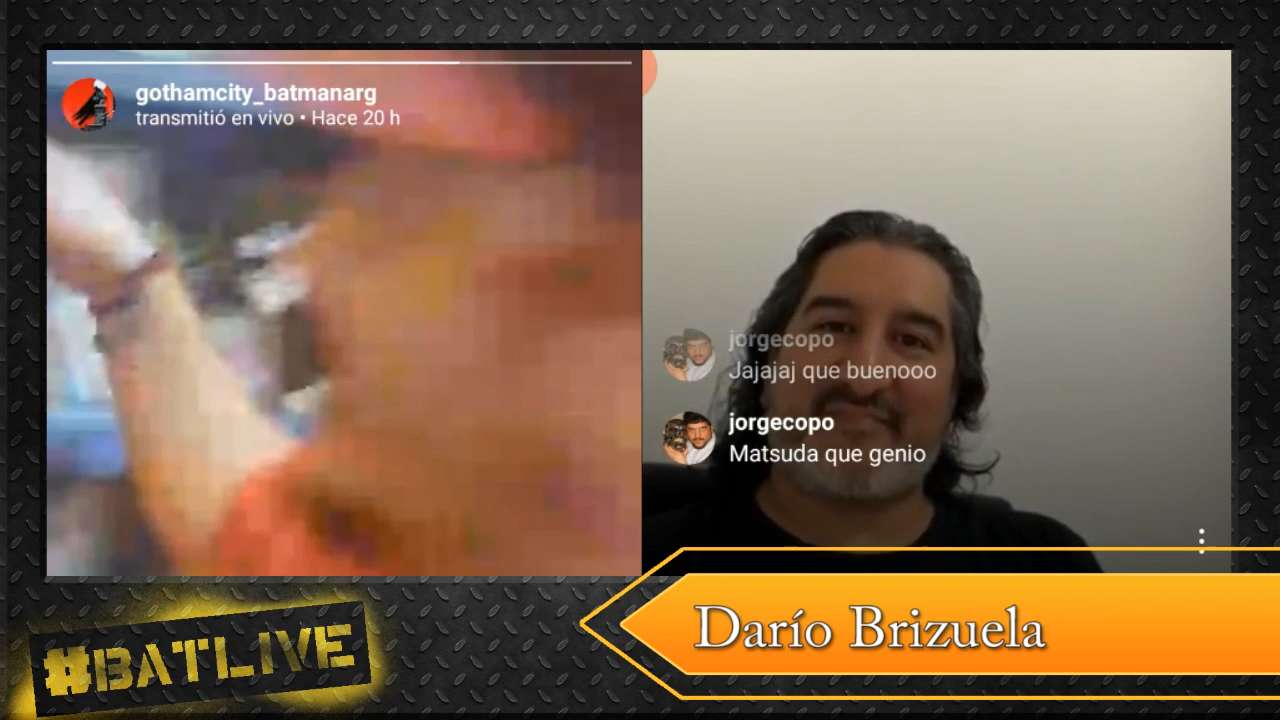 gothamcity_batmanarg
transmitió en vivo • Hace 20 h
jorgecopo
Jajajaj que buenooo
jorgecopo
Matsuda que genio
#BATLIVE
Darío Brizuela